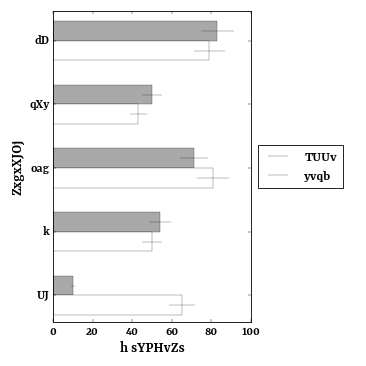 dD
qXy
oag
k
UJ
ZxgxXJOJ
0 20 40 60 80 100
h sYPHvZs
TUUv
yvqb